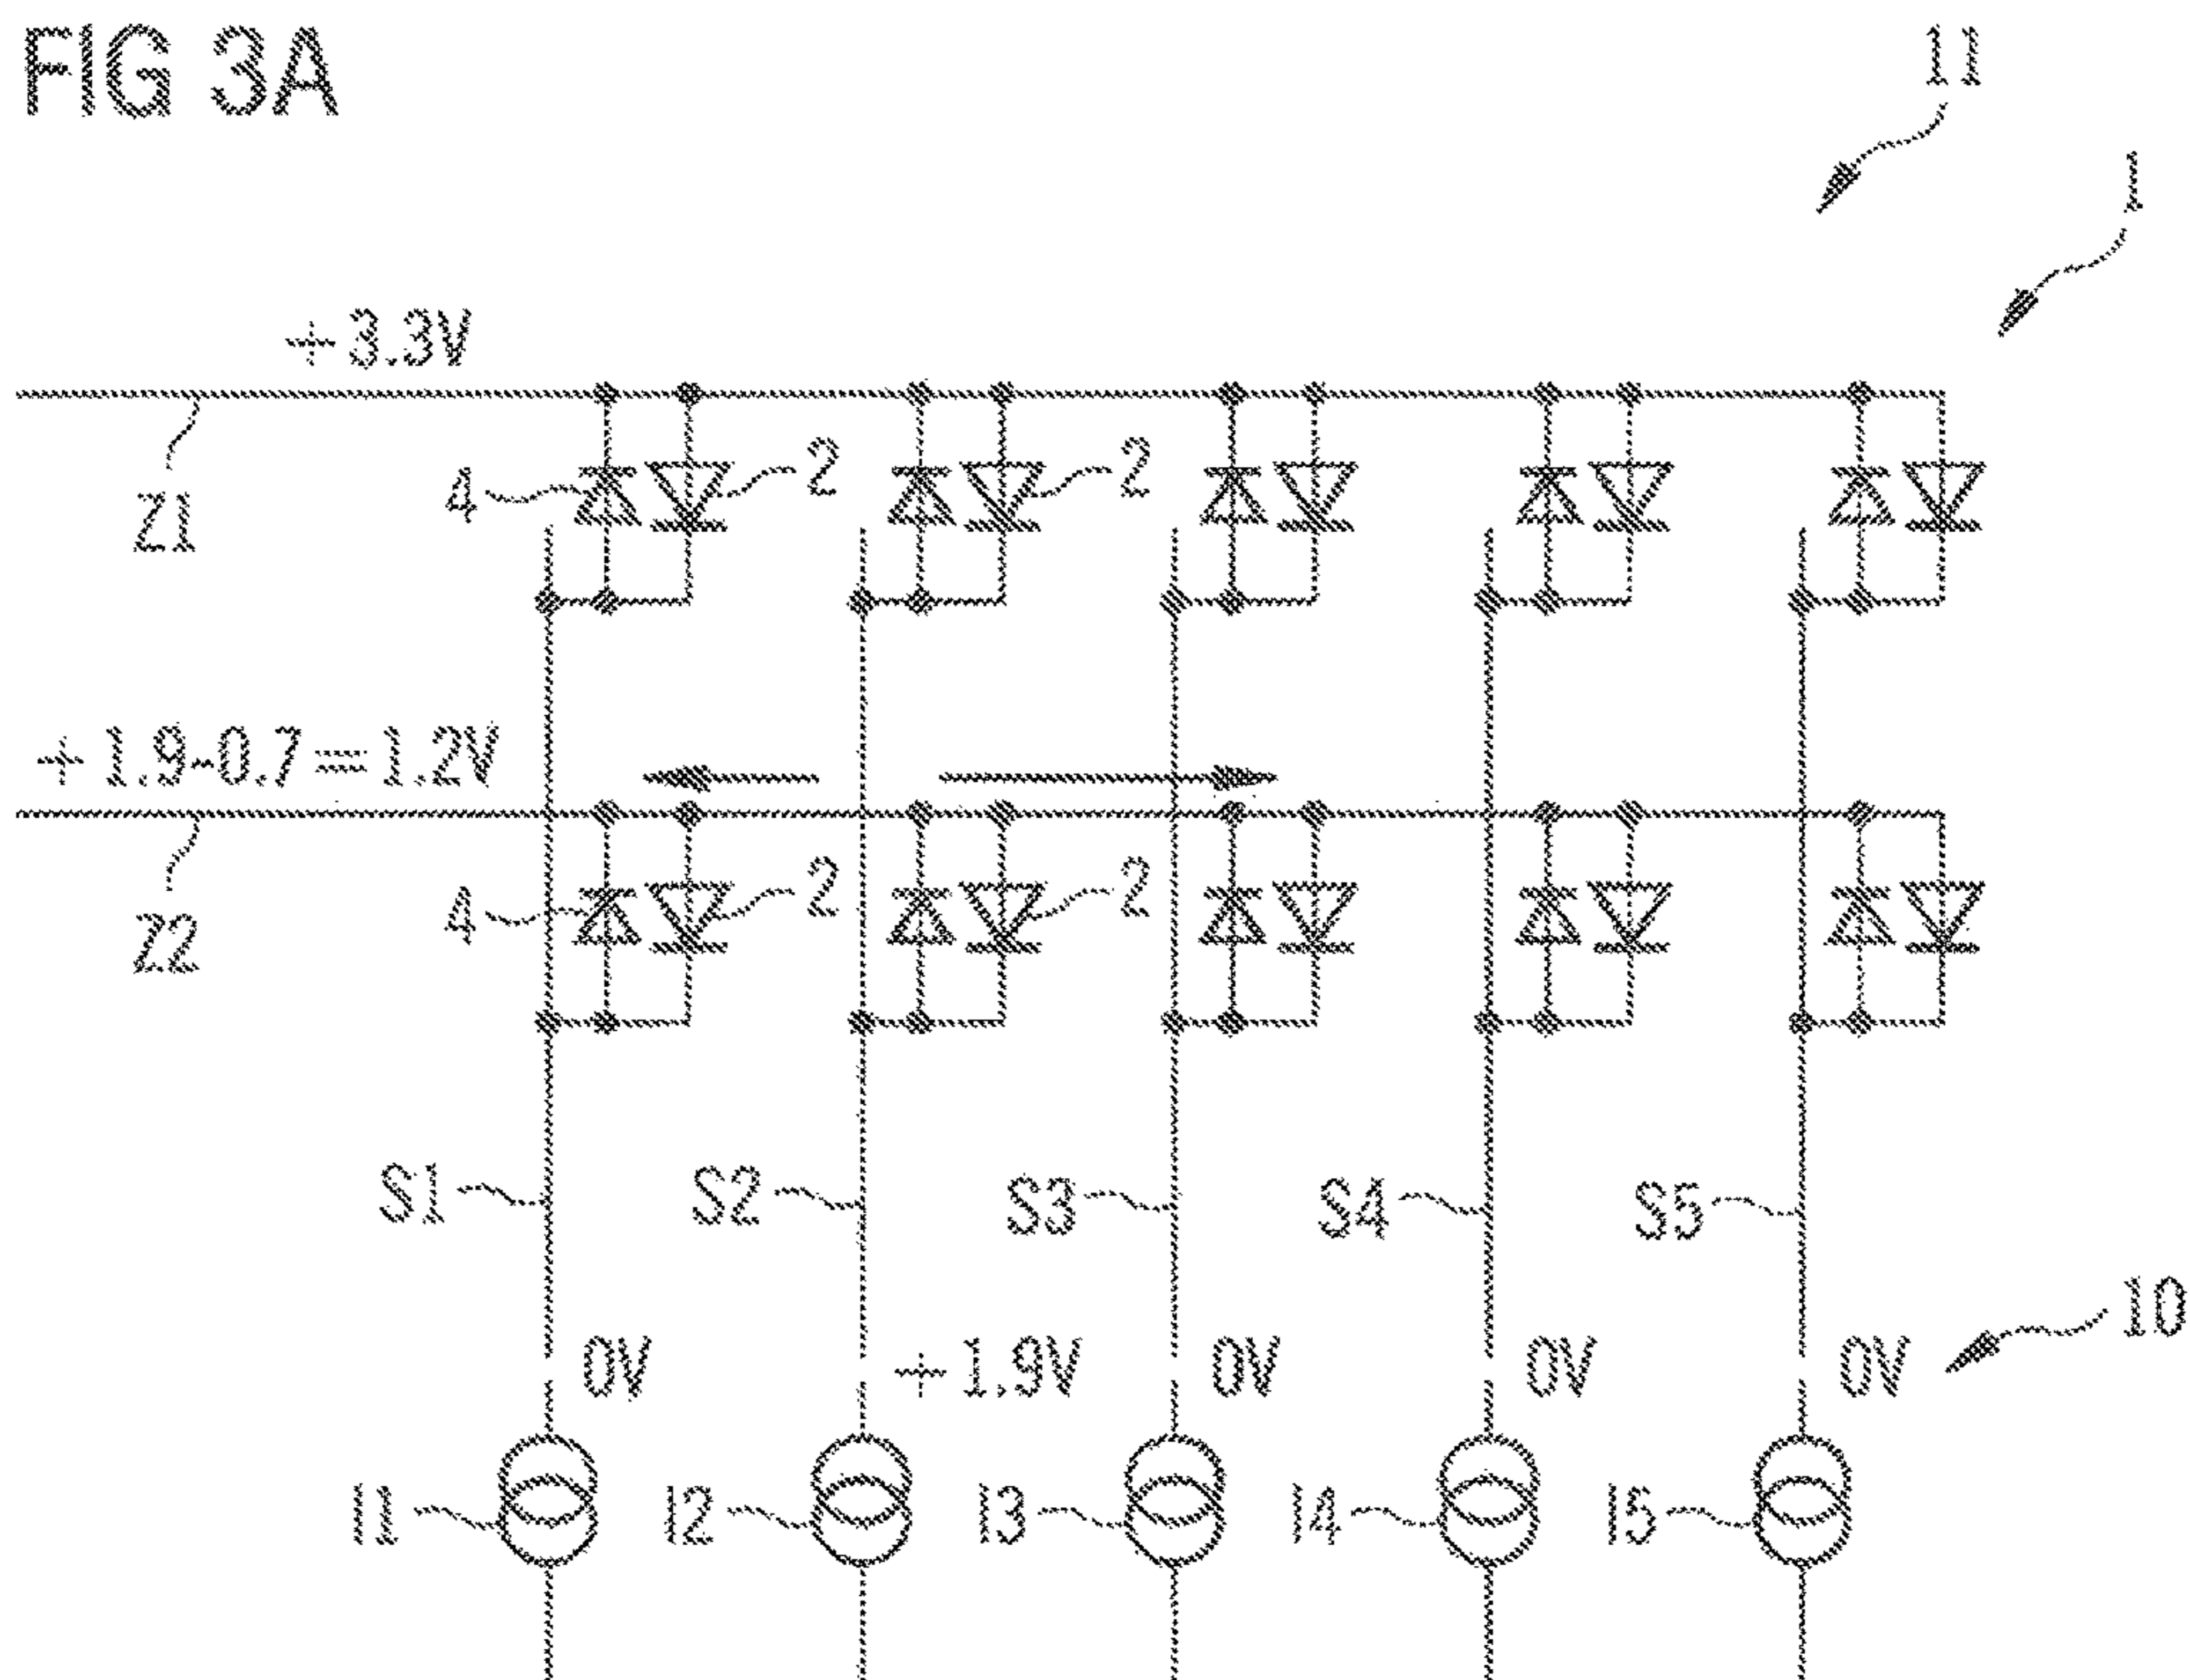 FIG 3A
11
1
+3.3V
4 2 2
Z1
+1.9-0.7=1.2V
4 2 2
Z2
S1 S2 S3 S4 S5
10
0V +1.9V 0V 0V 0V
I1 I2 I3 I4 I5